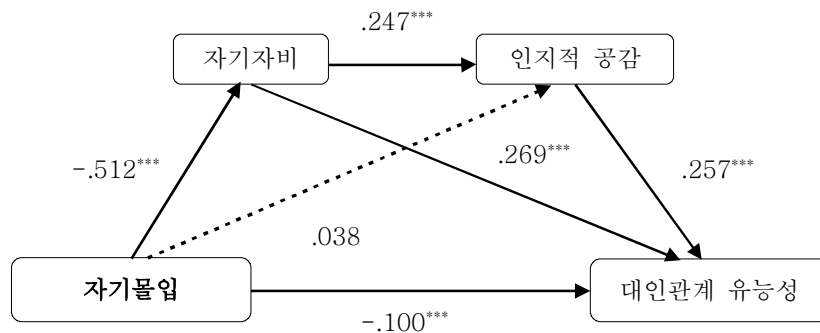 .247***
자기자비
인지적 공감
-.512***
.269***
.257***
.038
자기몰입
대인관계 유능성
-.100***